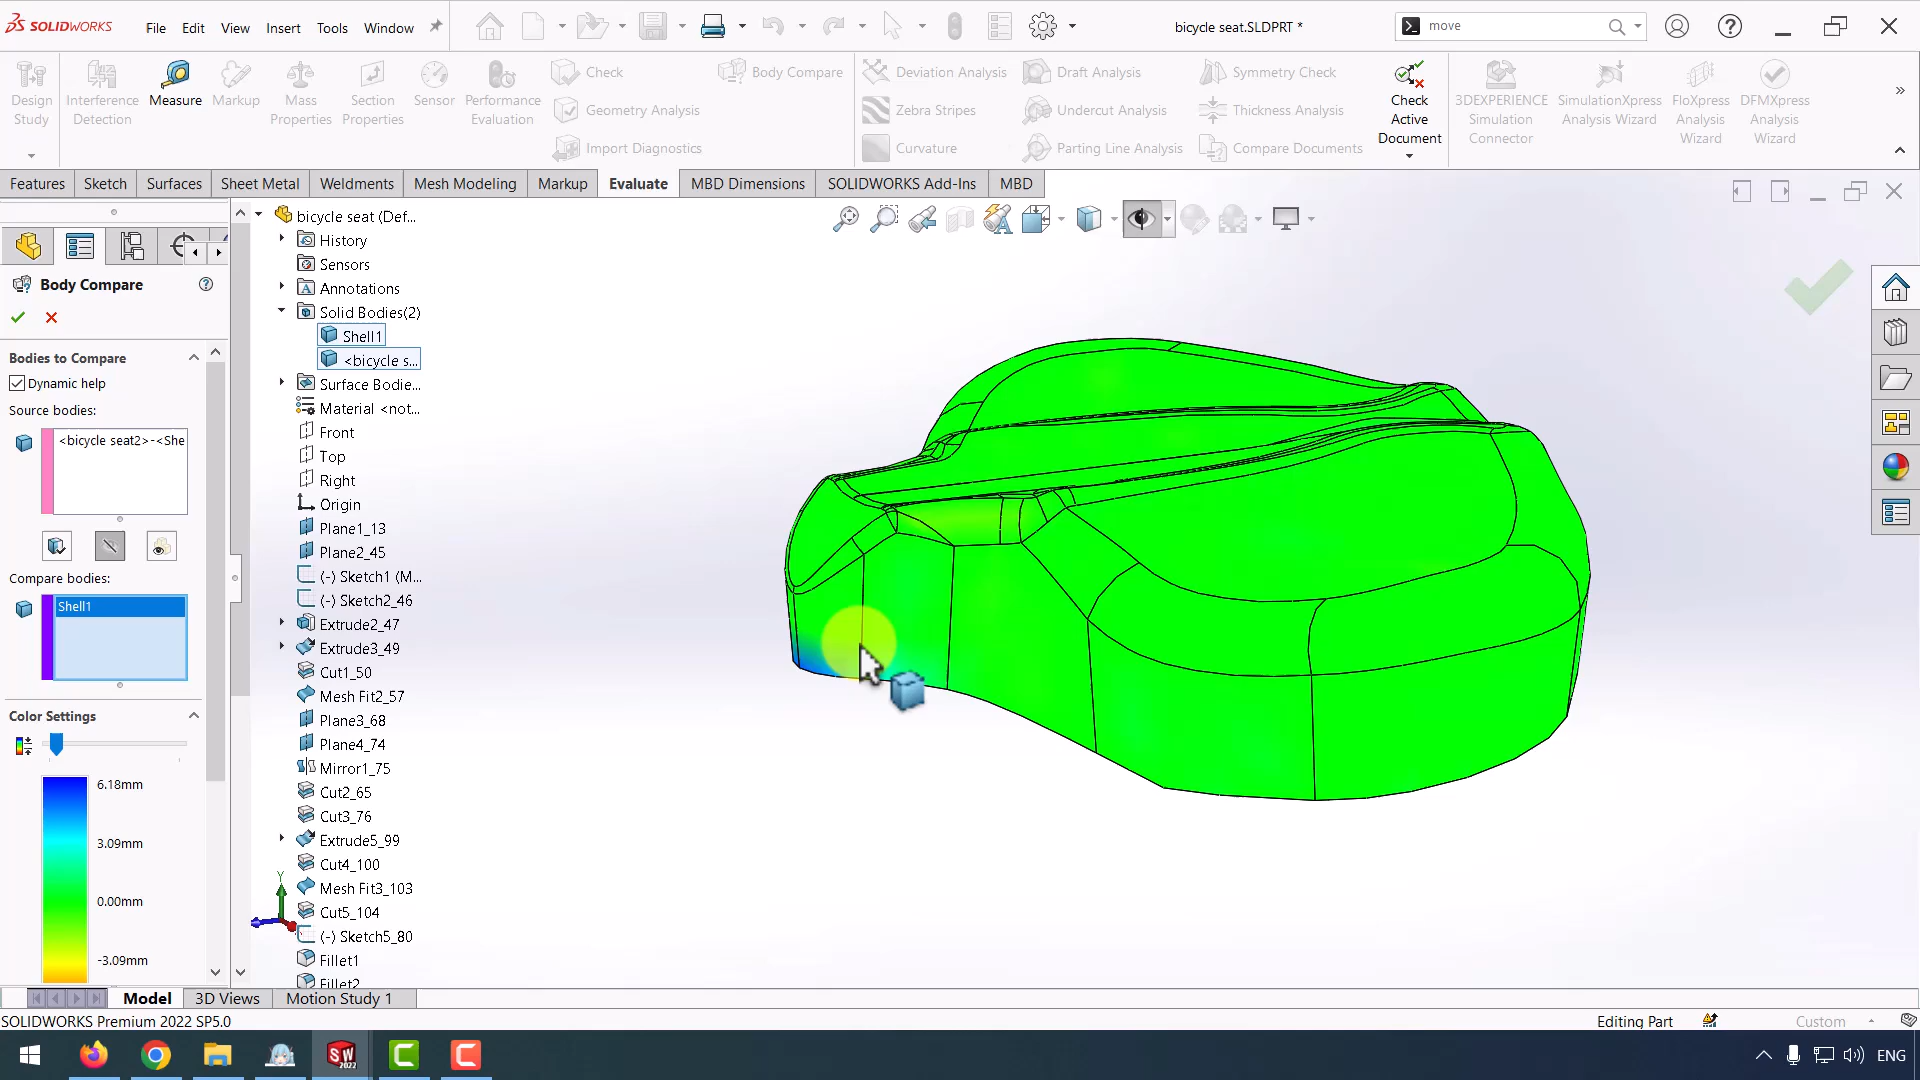 SOLIDWORKS
File Edit View Insert Tools Window
bicycle seat.SLDPRT *
move
Design Study
Interference Detection
Measure
Markup
Mass Properties
Section Properties
Sensor
Performance Evaluation
Check
Geometry Analysis
Import Diagnostics
Body Compare
Deviation Analysis
Zebra Stripes
Curvature
Draft Analysis
Undercut Analysis
Parting Line Analysis
Symmetry Check
Thickness Analysis
Compare Documents
Check Active Document
3DEXPERIENCE Simulation Connector
SimulationXpress Analysis Wizard
FloXpress Analysis Wizard
DFMXpress Analysis Wizard
Features Sketch Surfaces Sheet Metal Weldments Mesh Modeling Markup Evaluate MBD Dimensions SOLIDWORKS Add-Ins MBD
Body Compare
Bodies to Compare
Dynamic help
Source bodies:
<bicycle seat2>-<She
Compare bodies:
Shell1
Color Settings
6.18mm
3.09mm
0.00mm
-3.09mm
bicycle seat (Def...
History
Sensors
Annotations
Solid Bodies(2)
Shell1
<bicycle s...
Surface Bodie...
Material <not...
Front
Top
Right
Origin
Plane1_13
Plane2_45
(-) Sketch1 (M...
(-) Sketch2_46
Extrude2_47
Extrude3_49
Cut1_50
Mesh Fit2_57
Plane3_68
Plane4_74
Mirror1_75
Cut2_65
Cut3_76
Extrude5_99
Cut4_100
Mesh Fit3_103
Cut5_104
(-) Sketch5_80
Fillet1
Fillet2
Y
Model 3D Views Motion Study 1
SOLIDWORKS Premium 2022 SP5.0
Editing Part
Custom
SW 2022
C
C
ENG